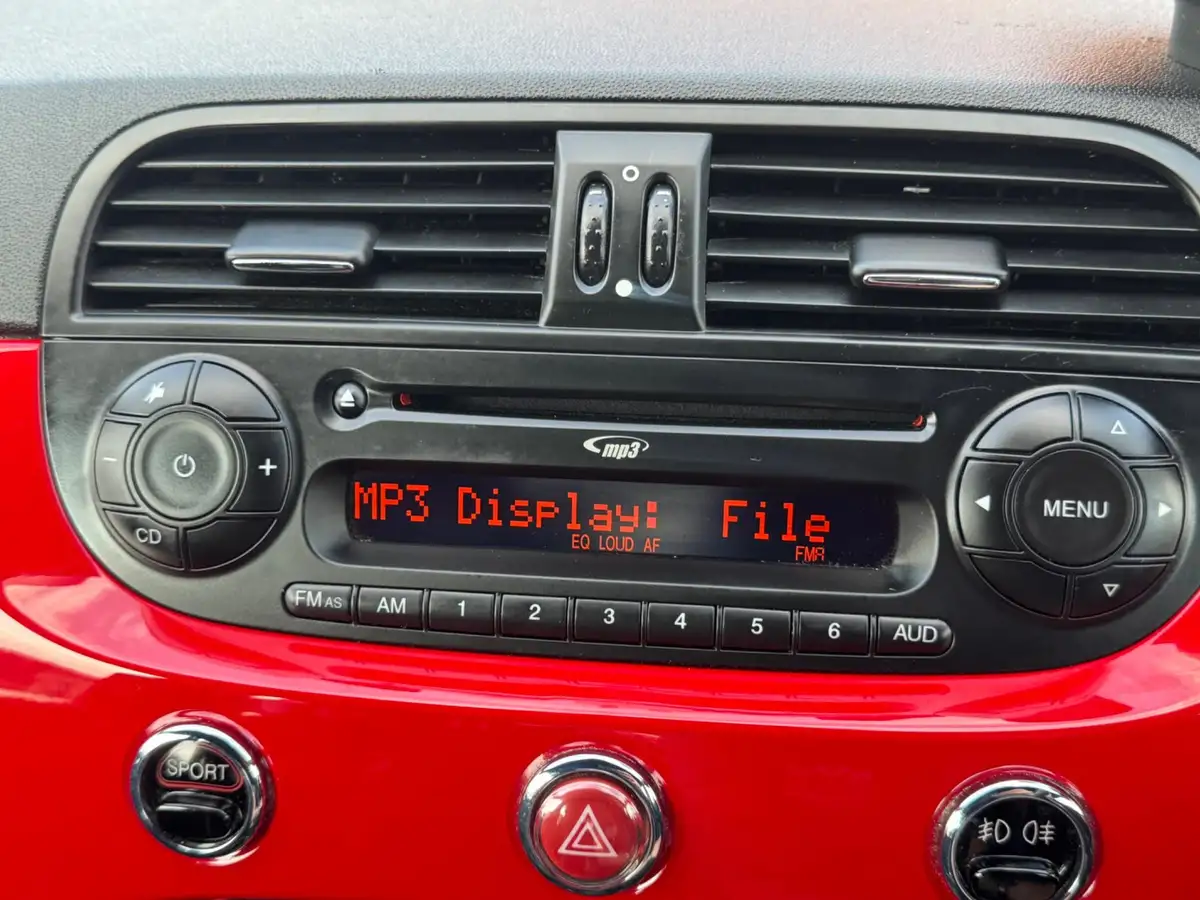 mp3
MP3 Display: File
EQ LOUD AF
FMA
CD
MENU
FM AS AM 1 2 3 4 5 6 AUD
SPORT